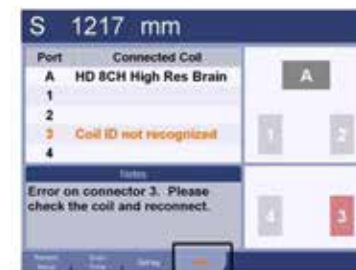 S 1217 mm
Port Connected Coil
A HD 8CH High Res Brain
1
2
3 Coil ID not recognized
4
A
1 2
4 3
Notes
Error on connector 3. Please
check the coil and reconnect.